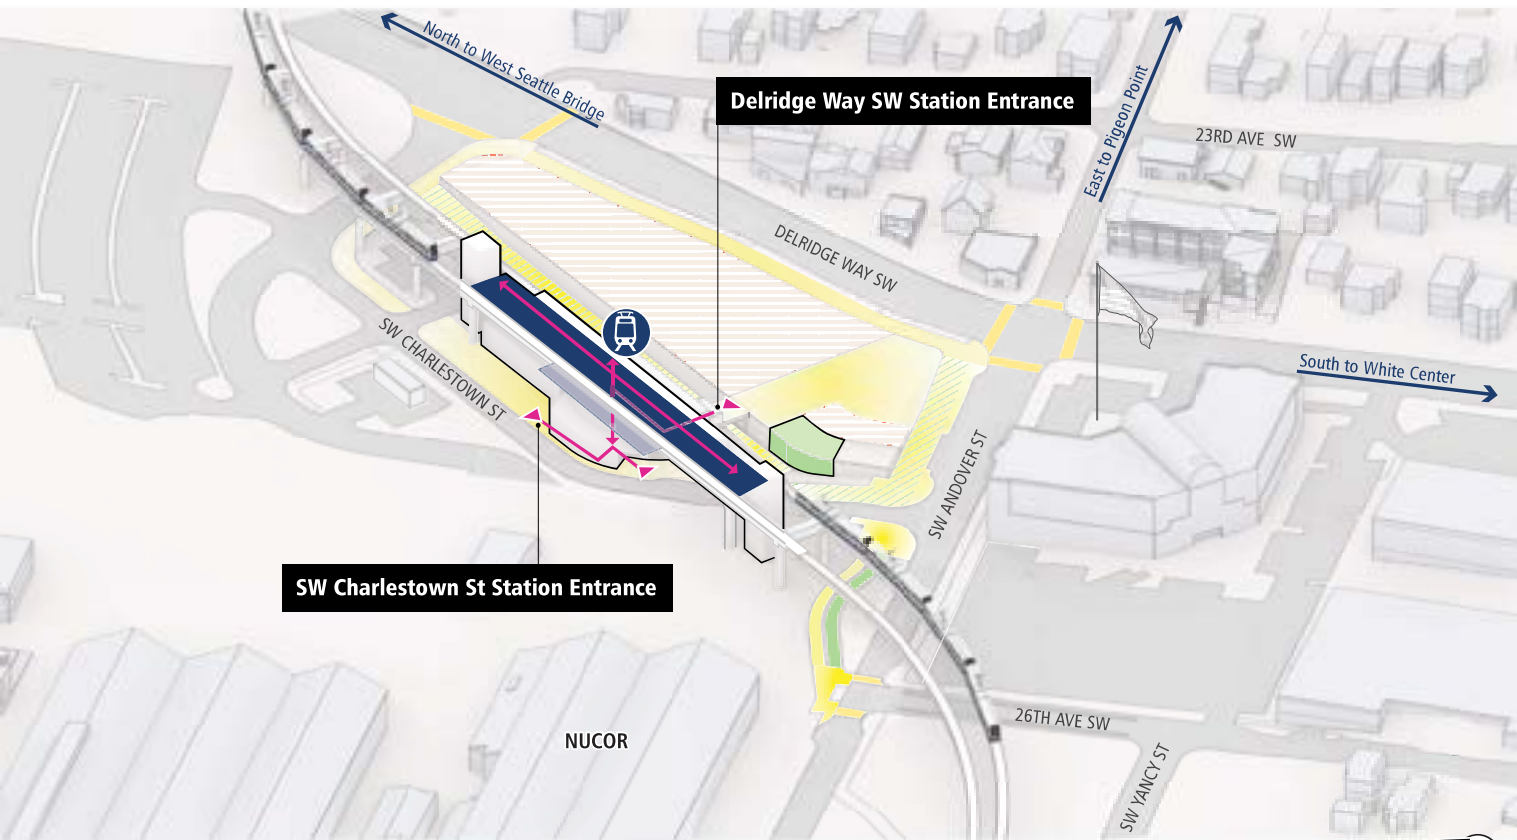 North to West Seattle Bridge
Delridge Way SW Station Entrance
East to Pigeon Point
23RD AVE SW
DELRIDGE WAY SW
SW CHARLESTOWN ST
South to White Center
SW ANDOVER ST
SW Charlestown St Station Entrance
NUCOR
26TH AVE SW
SW YANCY ST